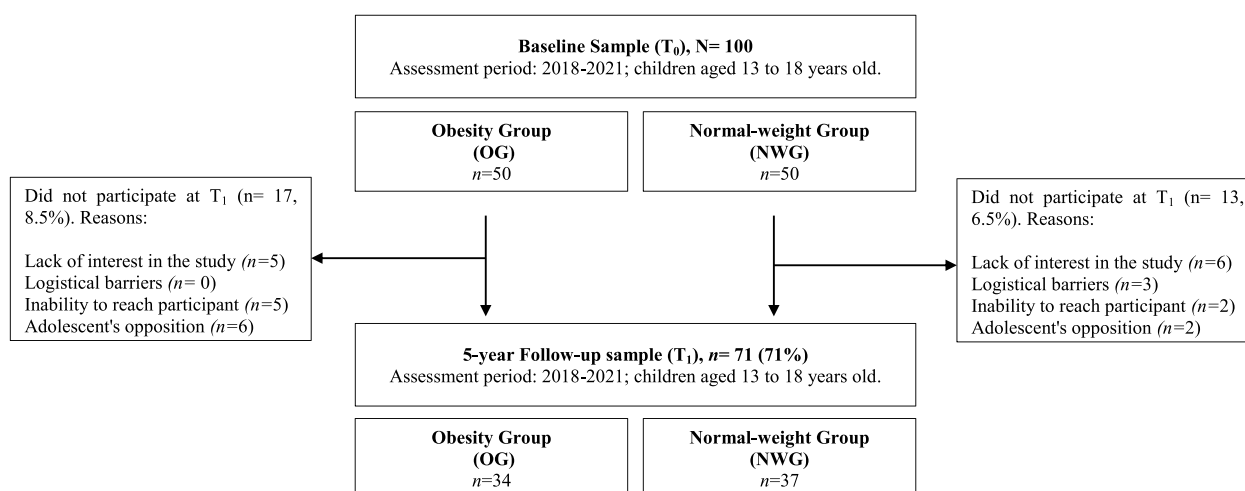 Baseline Sample (T₀), N= 100
Assessment period: 2018-2021; children aged 13 to 18 years old.
Obesity Group
(OG)
n=50
Normal-weight Group
(NWG)
n=50
Did not participate at T₁ (n= 17,
8.5%). Reasons:
Lack of interest in the study (n=5)
Logistical barriers (n= 0)
Inability to reach participant (n=5)
Adolescent's opposition (n=6)
Did not participate at T₁ (n= 13,
6.5%). Reasons:
Lack of interest in the study (n=6)
Logistical barriers (n=3)
Inability to reach participant (n=2)
Adolescent's opposition (n=2)
5-year Follow-up sample (T₁), n= 71 (71%)
Assessment period: 2018-2021; children aged 13 to 18 years old.
Obesity Group
(OG)
n=34
Normal-weight Group
(NWG)
n=37